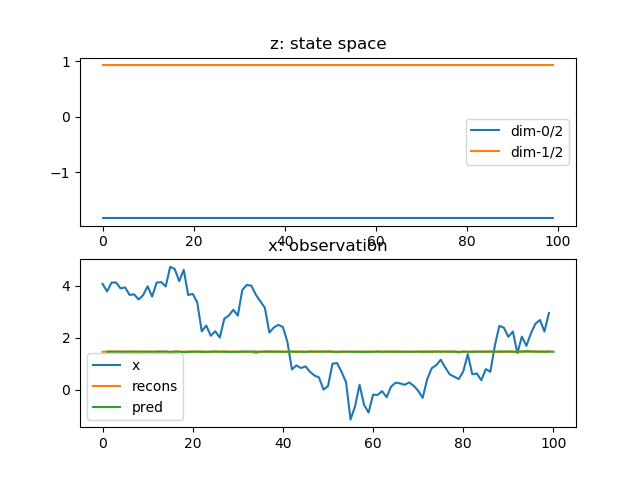 z: state space
1
0
−1
dim-0/2
dim-1/2
0 20 40 60 80 100
x: observation
4
2
0
x
recons
pred
0 20 40 60 80 100